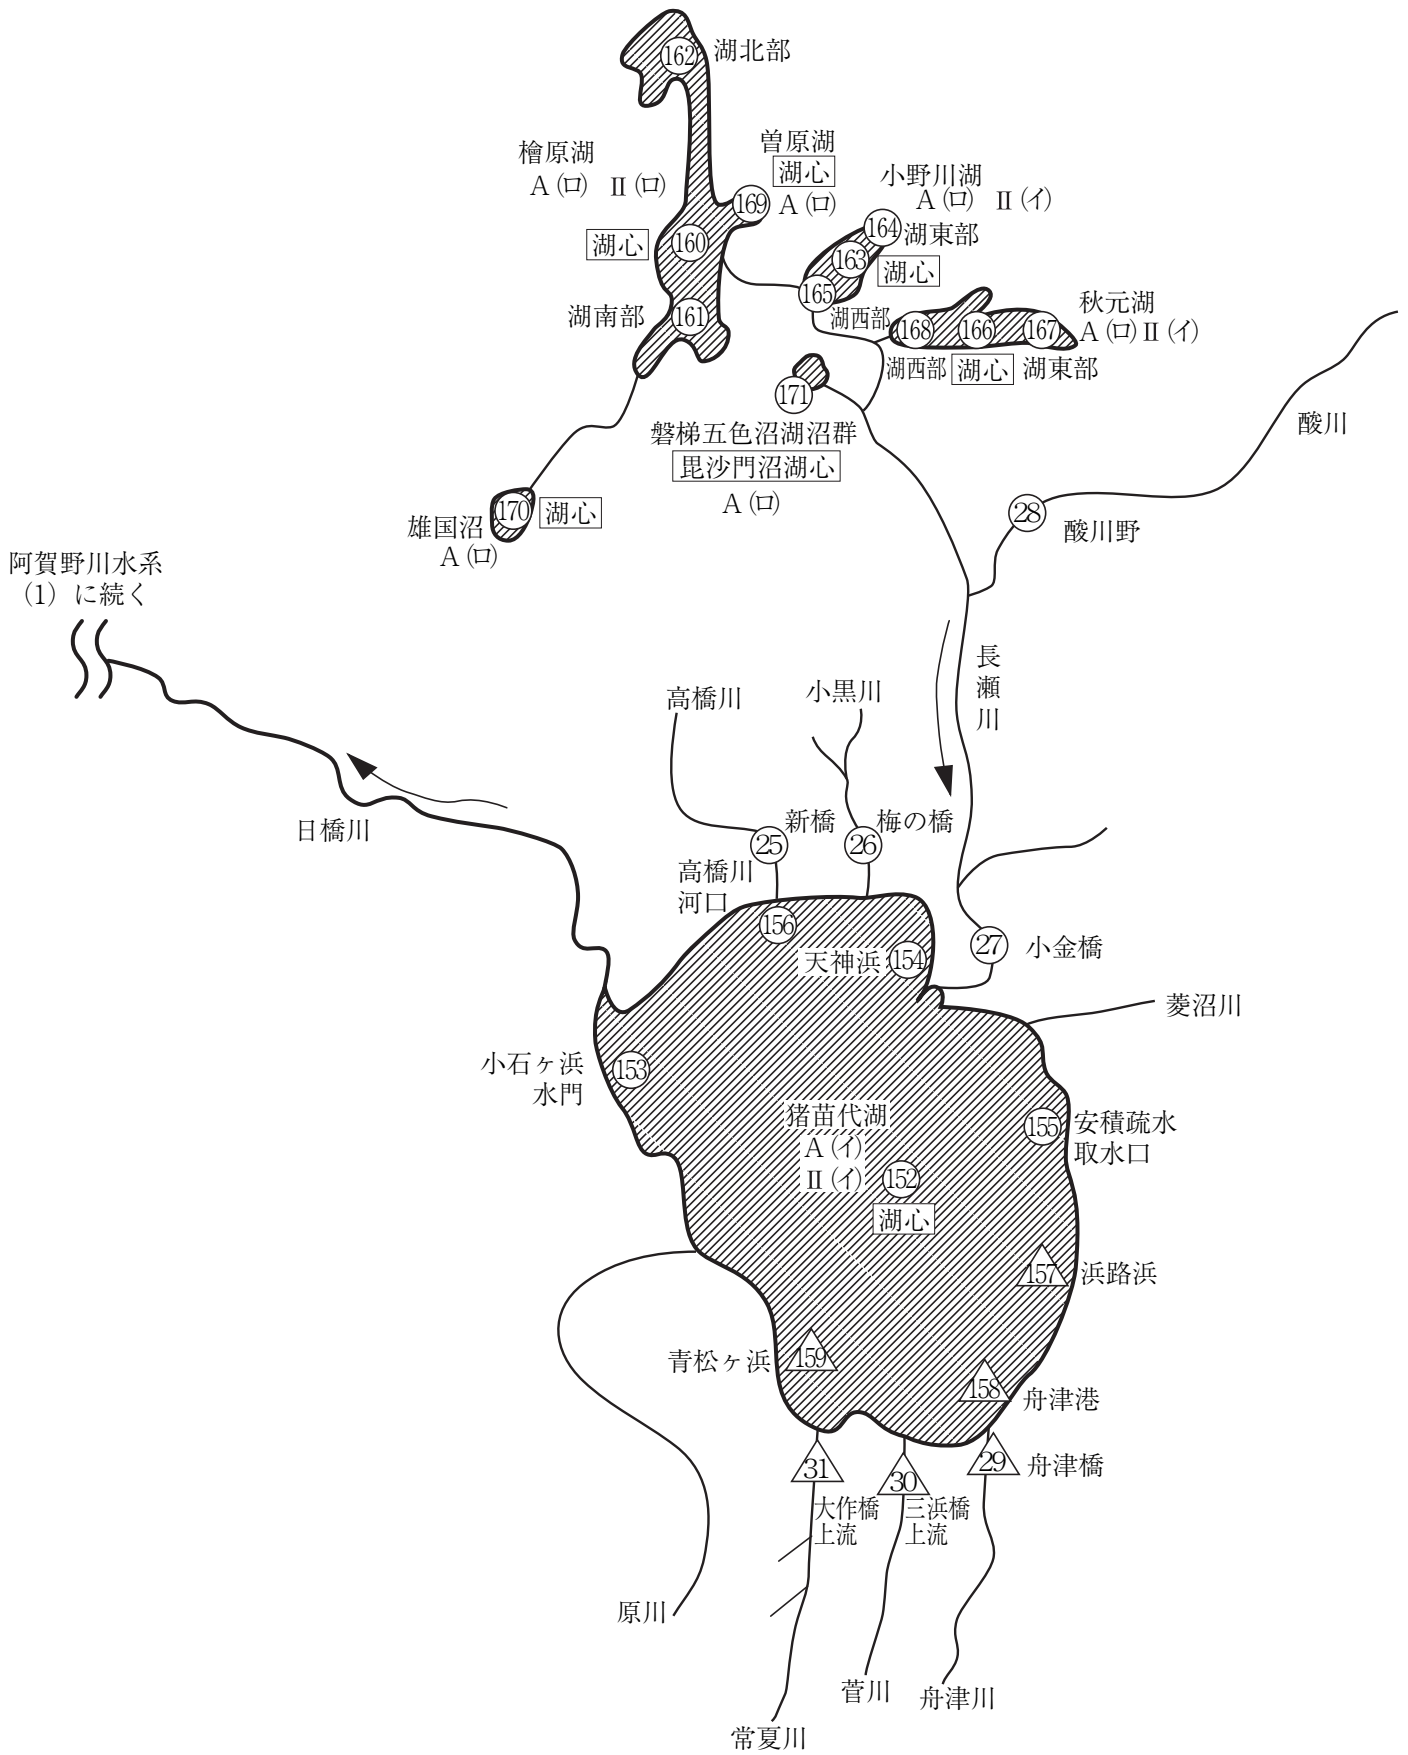 162
湖北部
檜原湖
A(ロ) Ⅱ(ロ)
曽原湖
湖心
A(ロ)
169
小野川湖
A(ロ) Ⅱ(イ)
164
湖東部
湖心
160
163
湖心
165
湖西部
湖南部
161
168
166
167
秋元湖
A(ロ)Ⅱ(イ)
湖西部
湖心
湖東部
171
磐梯五色沼湖沼群
毘沙門沼湖心
A(ロ)
酸川
28
酸川野
170
湖心
雄国沼
A(ロ)
阿賀野川水系
(1)に続く
長瀬川
高橋川
小黒川
日橋川
新橋
25
梅の橋
26
高橋川
河口
156
天神浜
154
27
小金橋
菱沼川
小石ヶ浜
水門
153
猪苗代湖
A(イ)
Ⅱ(イ)
152
湖心
155
安積疏水
取水口
157
浜路浜
青松ヶ浜
159
158
舟津港
31
30
29
舟津橋
大作橋
上流
三浜橋
上流
原川
菅川
舟津川
常夏川